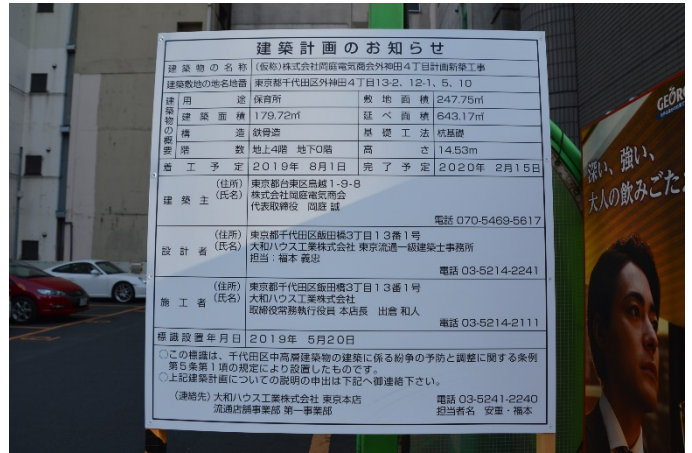 建築計画のお知らせ
建築物の名称 (仮称)株式会社岡庭電気商会外神田4丁目計画新築工事
建築敷地の地名地番 東京都千代田区外神田4丁目13-2、12-1、5、10
建築物の概要 用途 保育所 敷地面積 247.75㎡
建築面積 179.72㎡ 延べ面積 643.17㎡
構造 鉄骨造 基礎工法 杭基礎
階数 地上4階 地下0階 高さ 14.53m
着工予定 2019年 8月1日 完了予定 2020年 2月15日
建築主 (住所) 東京都台東区鳥越1-9-8
(氏名) 株式会社岡庭電気商会
代表取締役 岡庭 誠
電話 070-5469-5617
設計者 (住所) 東京都千代田区飯田橋3丁目13番1号
(氏名) 大和ハウス工業株式会社 東京流通一級建築士事務所
担当:福本 義忠
電話 03-5214-2241
施工者 (住所) 東京都千代田区飯田橋3丁目13番1号
(氏名) 大和ハウス工業株式会社
取締役常務執行役員 本店長 出倉 和人
電話 03-5214-2111
標識設置年月日 2019年 5月20日
○この標識は、千代田区中高層建築物の建築に係る紛争の予防と調整に関する条例
第5条第1項の規定により設置したものです。
○上記建築計画についての説明の申出は下記へ御連絡下さい。
(連絡先) 大和ハウス工業株式会社 東京本店 電話 03-5241-2240
流通店舗事業部 第一事業部 担当者名 安重・福本
GEORG
深い、強い、
大人の飲みごた